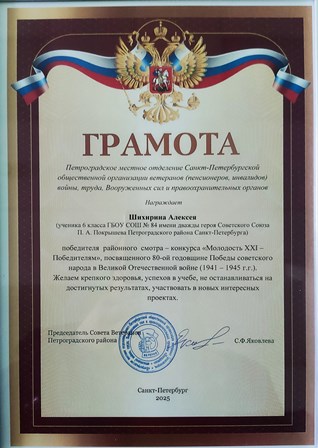 ГРАМОТА
Петроградское местное отделение Санкт-Петербургской
общественной организации ветеранов (пенсионеров, инвалидов)
войны, труда, Вооруженных сил и правоохранительных органов
Награждает
Шихирина Алексея
(ученика 6 класса ГБОУ СОШ № 84 имени дважды героя Советского Союза
П. А. Покрышева Петроградского района Санкт-Петербурга)
победителя районного смотра – конкурса «Молодость XXI –
Победителям», посвященного 80-ой годовщине Победы советского
народа в Великой Отечественной войне (1941 – 1945 г.г.).
Желаем крепкого здоровья, успехов в учебе, не останавливаться на
достигнутых результатах, участвовать в новых интересных
проектах.
Председатель Совета Ветеранов
Петроградского района
С.Ф.Яковлева
Санкт-Петербург
2025